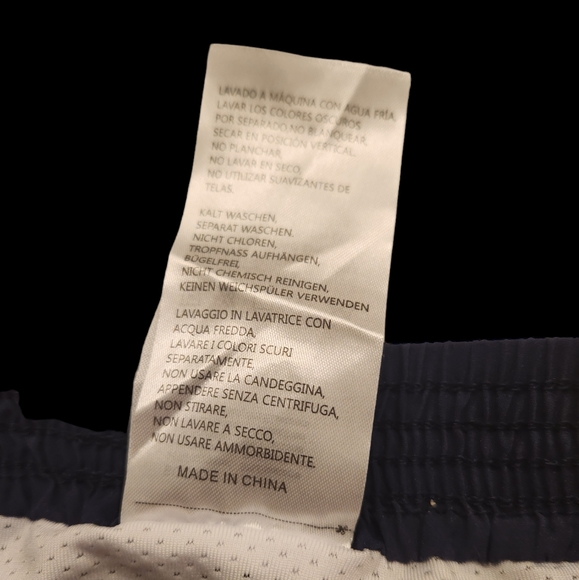 LAVADO A MÁQUINA CON AGUA FRÍA,
LAVAR LOS COLORES OSCUROS
POR SEPARADO,NO BLANQUEAR,
SECAR EN POSICIÓN VERTICAL,
NO PLANCHAR,
NO LAVAR EN SECO,
NO UTILIZAR SUAVIZANTES DE
TELAS.
KALT WASCHEN,
SEPARAT WASCHEN.
NICHT CHLOREN,
TROPFNASS AUFHÄNGEN,
BÜGELFREI,
NICHT CHEMISCH REINIGEN,
KEINEN WEICHSPÜLER VERWENDEN
LAVAGGIO IN LAVATRICE CON
ACQUA FREDDA,
LAVARE I COLORI SCURI
SEPARATAMENTE,
NON USARE LA CANDEGGINA,
APPENDERE SENZA CENTRIFUGA,
NON STIRARE,
NON LAVARE A SECCO,
NON USARE AMMORBIDENTE.
MADE IN CHINA